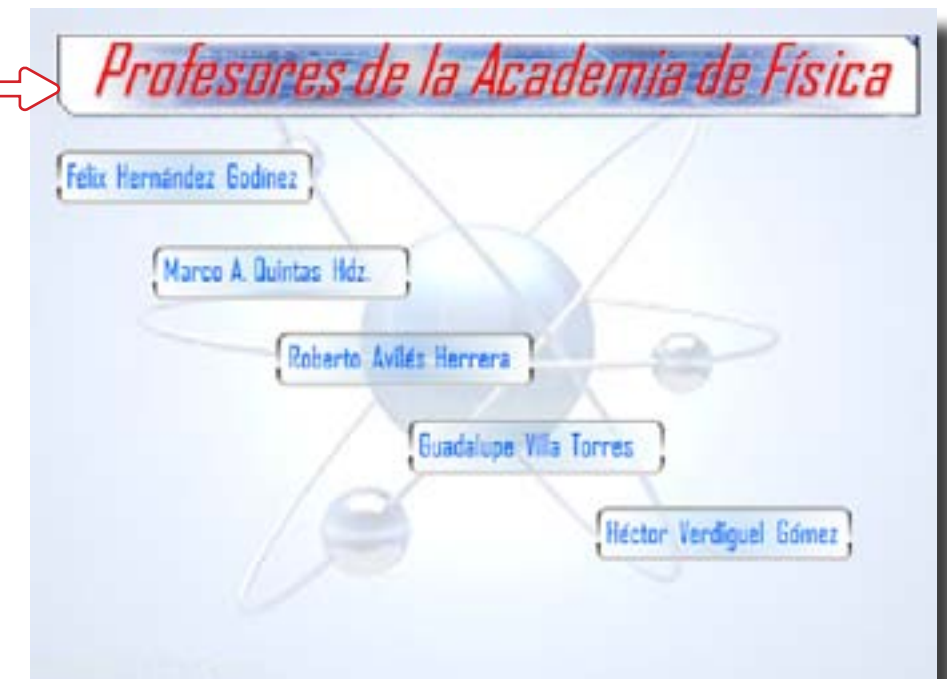 Profesores de la Academia de Física
Félix Hernández Godínez
Marco A. Quintas Hdz.
Roberto Avilés Herrera
Guadalupe Villa Torres
Héctor Verdiguel Gómez